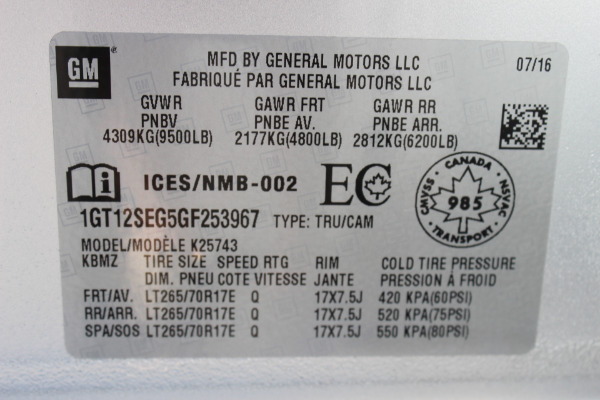 GM
MFD BY GENERAL MOTORS LLC 07/16
FABRIQUÉ PAR GENERAL MOTORS LLC
GVWR GAWR FRT GAWR RR
PNBV PNBE AV. PNBE ARR.
4309KG(9500LB) 2177KG(4800LB) 2812KG(6200LB)
ICES/NMB-002 EC
CANADA CMVSS NSVAC 985 TRANSPORT
1GT12SEG5GF253967 TYPE: TRU/CAM
MODEL/MODÈLE K25743
KBMZ TIRE SIZE SPEED RTG RIM COLD TIRE PRESSURE
DIM. PNEU COTE VITESSE JANTE PRESSION À FROID
FRT/AV. LT265/70R17E Q 17X7.5J 420 KPA(60PSI)
RR/ARR. LT265/70R17E Q 17X7.5J 520 KPA(75PSI)
SPA/SOS LT265/70R17E Q 17X7.5J 550 KPA(80PSI)